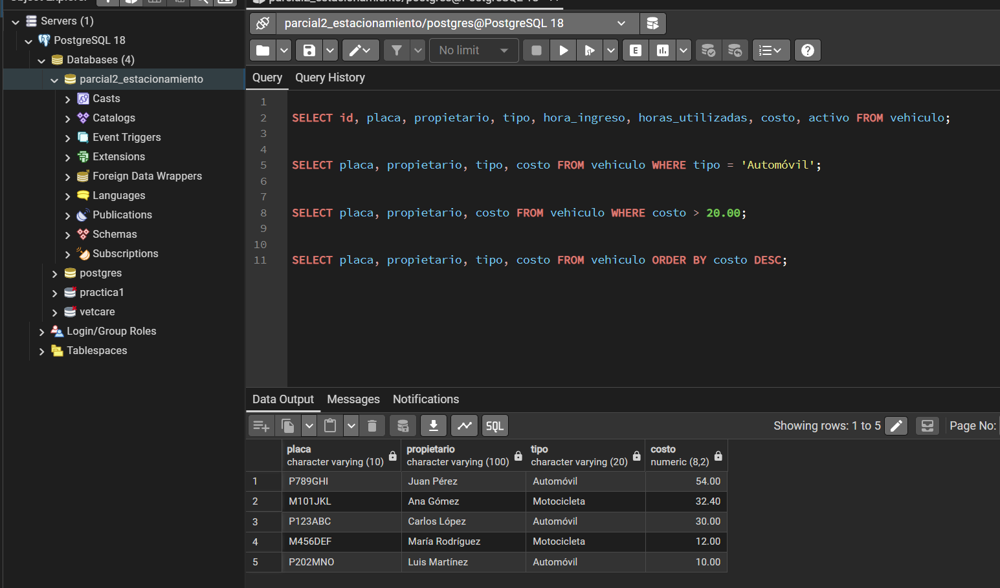 parcial2_estacionamiento/postgres@PostgreSQL 18
Servers (1)
PostgreSQL 18
Databases (4)
parcial2_estacionamiento
Casts
Catalogs
Event Triggers
Extensions
Foreign Data Wrappers
Languages
Publications
Schemas
Subscriptions
postgres
practica1
vetcare
Login/Group Roles
Tablespaces
parcial2_estacionamiento/postgres@PostgreSQL 18
No limit
E
Query
Query History
1
2 SELECT id, placa, propietario, tipo, hora_ingreso, horas_utilizadas, costo, activo FROM vehiculo;
3
4
5 SELECT placa, propietario, tipo, costo FROM vehiculo WHERE tipo = 'Automóvil';
6
7
8 SELECT placa, propietario, costo FROM vehiculo WHERE costo > 20.00;
9
10
11 SELECT placa, propietario, tipo, costo FROM vehiculo ORDER BY costo DESC;
Data Output
Messages
Notifications
SQL
Showing rows: 1 to 5
Page No:
placa propietario tipo costo
character varying (10) character varying (100) character varying (20) numeric (8,2)
1 P789GHI Juan Pérez Automóvil 54.00
2 M101JKL Ana Gómez Motocicleta 32.40
3 P123ABC Carlos López Automóvil 30.00
4 M456DEF María Rodríguez Motocicleta 12.00
5 P202MNO Luis Martínez Automóvil 10.00